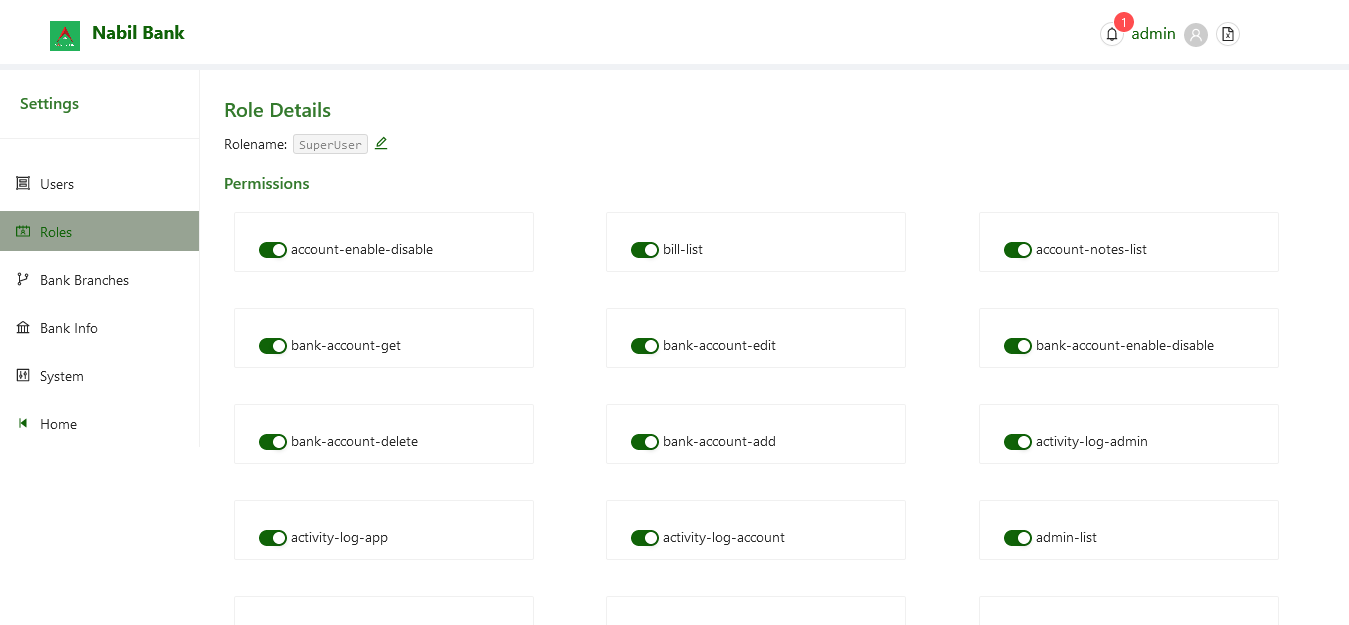 Nabil Bank
1
admin
Settings
Users
Roles
Bank Branches
Bank Info
System
Home
Role Details
Rolename: SuperUser
Permissions
account-enable-disable
bill-list
account-notes-list
bank-account-get
bank-account-edit
bank-account-enable-disable
bank-account-delete
bank-account-add
activity-log-admin
activity-log-app
activity-log-account
admin-list